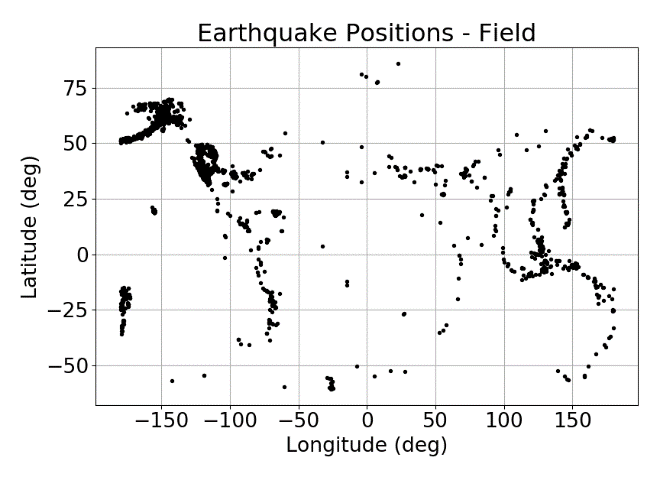 Earthquake Positions - Field
75
50
25
0
−25
−50
Latitude (deg)
−150 −100 −50 0 50 100 150
Longitude (deg)